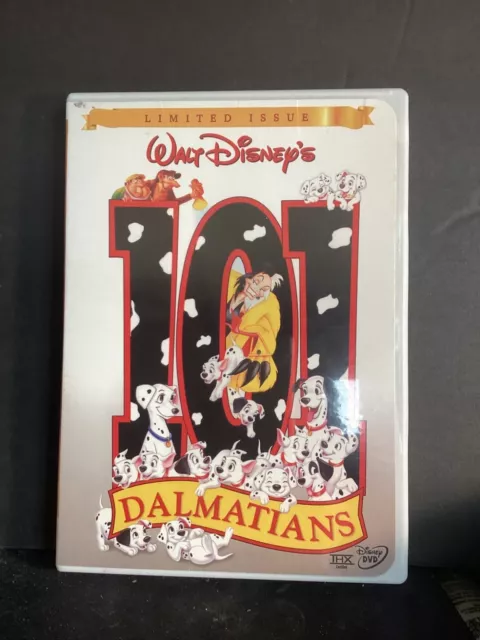 LIMITED ISSUE
WALT DISNEY'S
101
DALMATIANS
THX
DISNEY
DVD